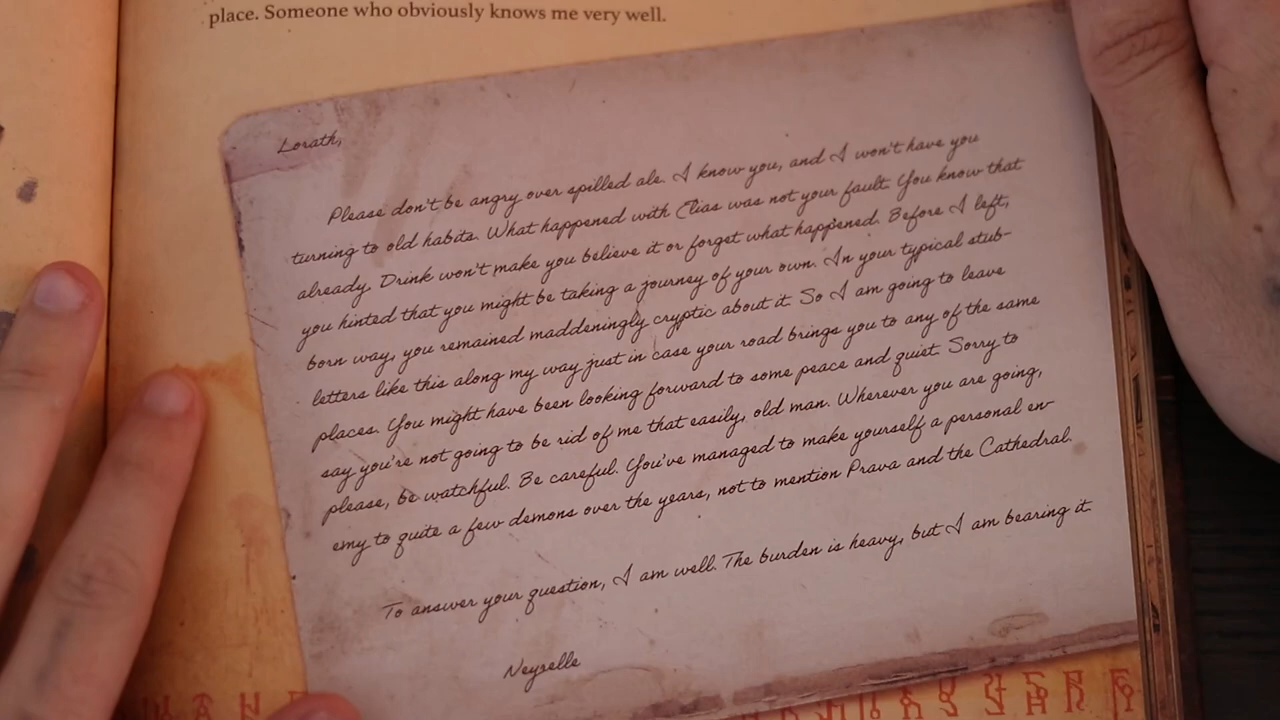 place. Someone who obviously knows me very well.
Lorath,
Please don't be angry over spilled ale. I know you, and I won't have you
turning to old habits. What happened with Elias was not your fault. You know that
already. Drink won't make you believe it or forget what happened. Before I left,
you hinted that you might be taking a journey of your own. In your typical stub-
born way, you remained maddeningly cryptic about it. So I am going to leave
letters like this along my way just in case your road brings you to any of the same
places. You might have been looking forward to some peace and quiet. Sorry to
say you're not going to be rid of me that easily, old man. Wherever you are going,
please, be watchful. Be careful. You've managed to make yourself a personal en-
emy to quite a few demons over the years, not to mention Prava and the Cathedral.
To answer your question, I am well. The burden is heavy, but I am bearing it.
Neyrelle